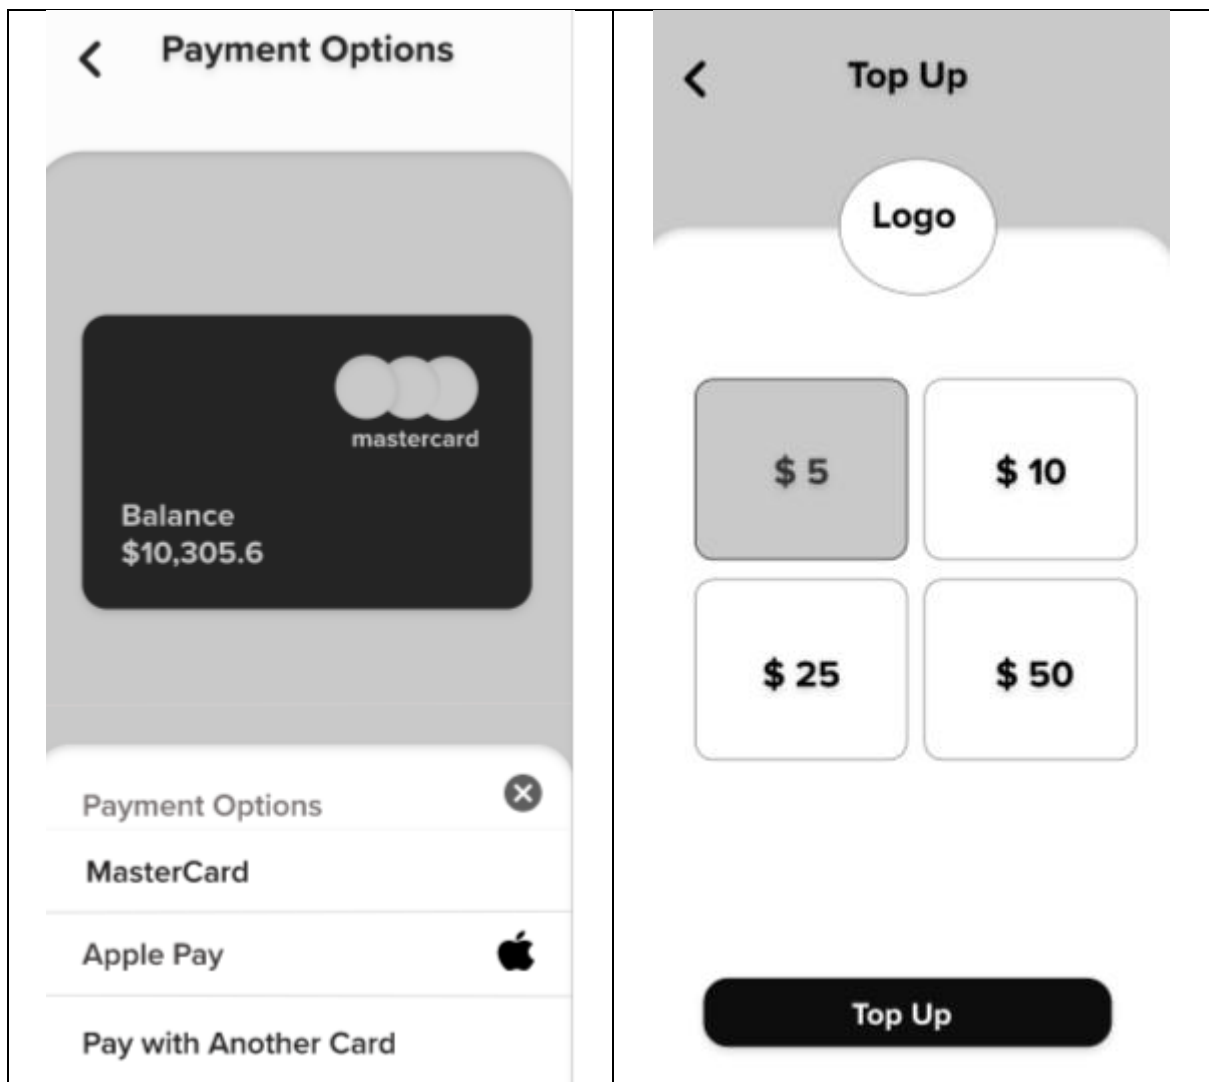 Payment Options
mastercard
Balance
$10,305.6
Payment Options
MasterCard
Apple Pay
Pay with Another Card
Top Up
Logo
$ 5
$ 10
$ 25
$ 50
Top Up